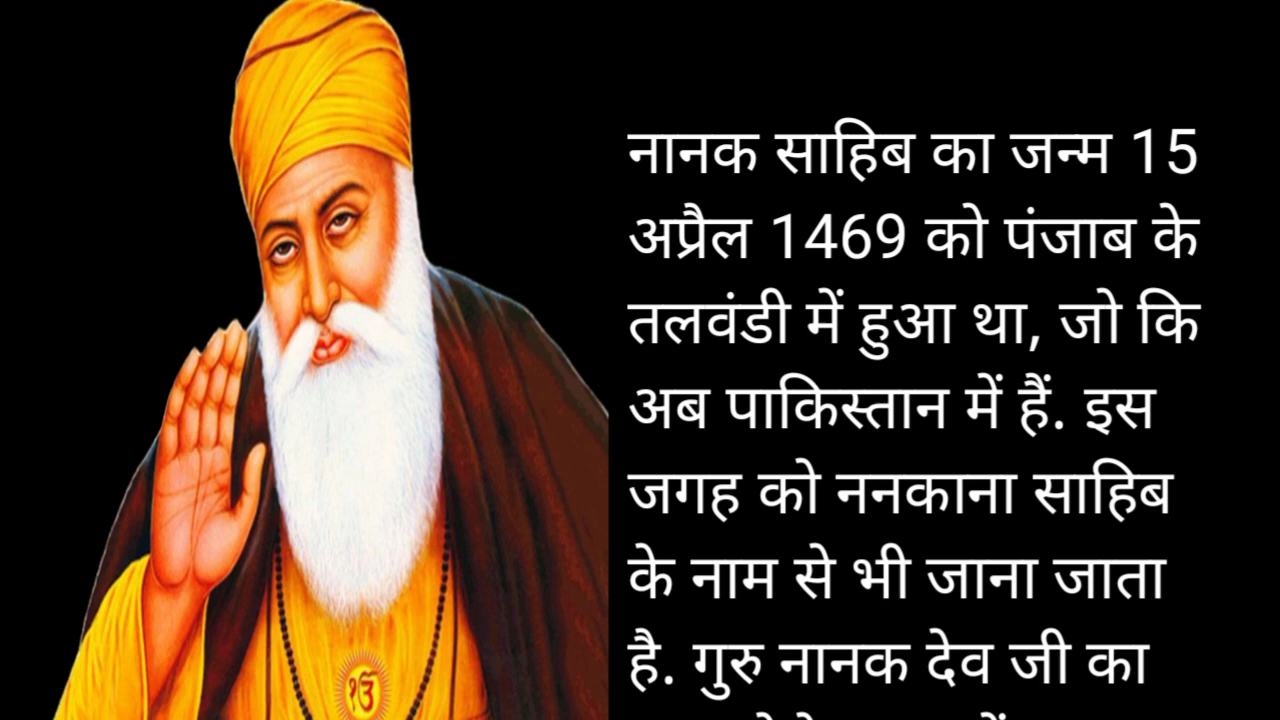 नानक साहिब का जन्म 15
अप्रैल 1469 को पंजाब के
तलवंडी में हुआ था, जो कि
अब पाकिस्तान में हैं. इस
जगह को ननकाना साहिब
के नाम से भी जाना जाता
है. गुरु नानक देव जी का
ੴ